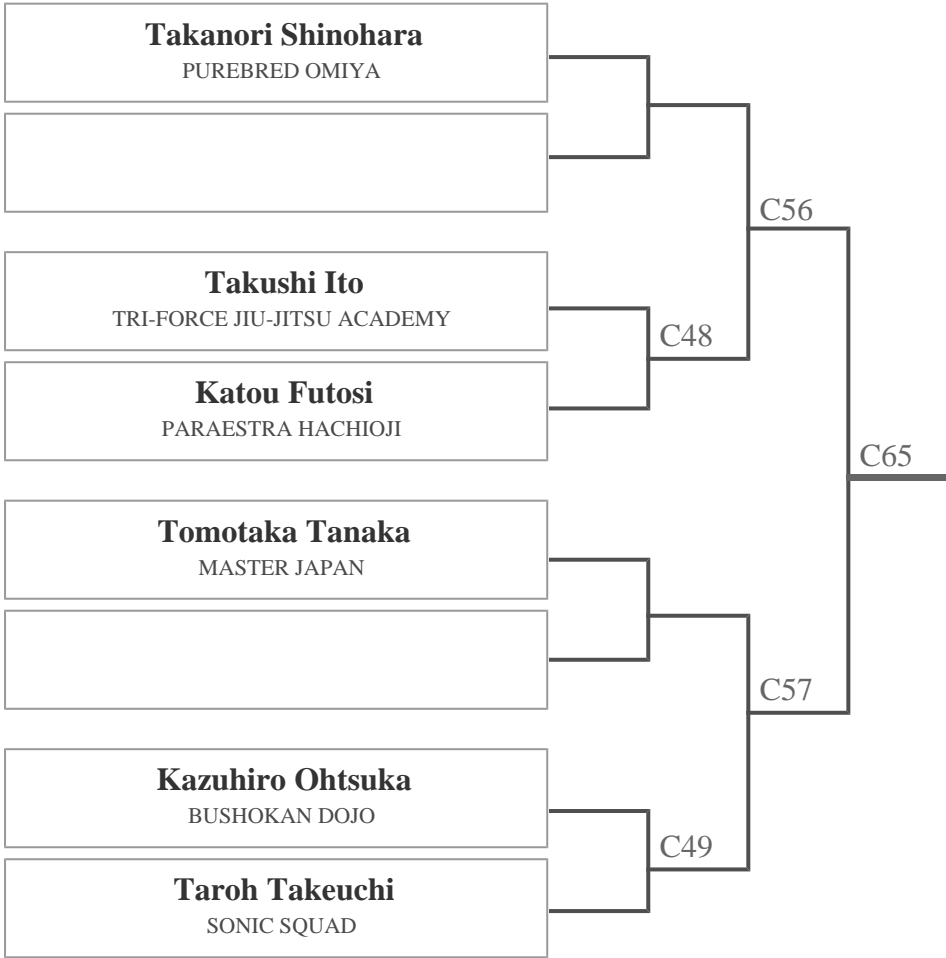 Takanori Shinohara
PUREBRED OMIYA
C56
Takushi Ito
TRI-FORCE JIU-JITSU ACADEMY
C48
Katou Futosi
PARAESTRA HACHIOJI
C65
Tomotaka Tanaka
MASTER JAPAN
C57
Kazuhiro Ohtsuka
BUSHOKAN DOJO
C49
Taroh Takeuchi
SONIC SQUAD